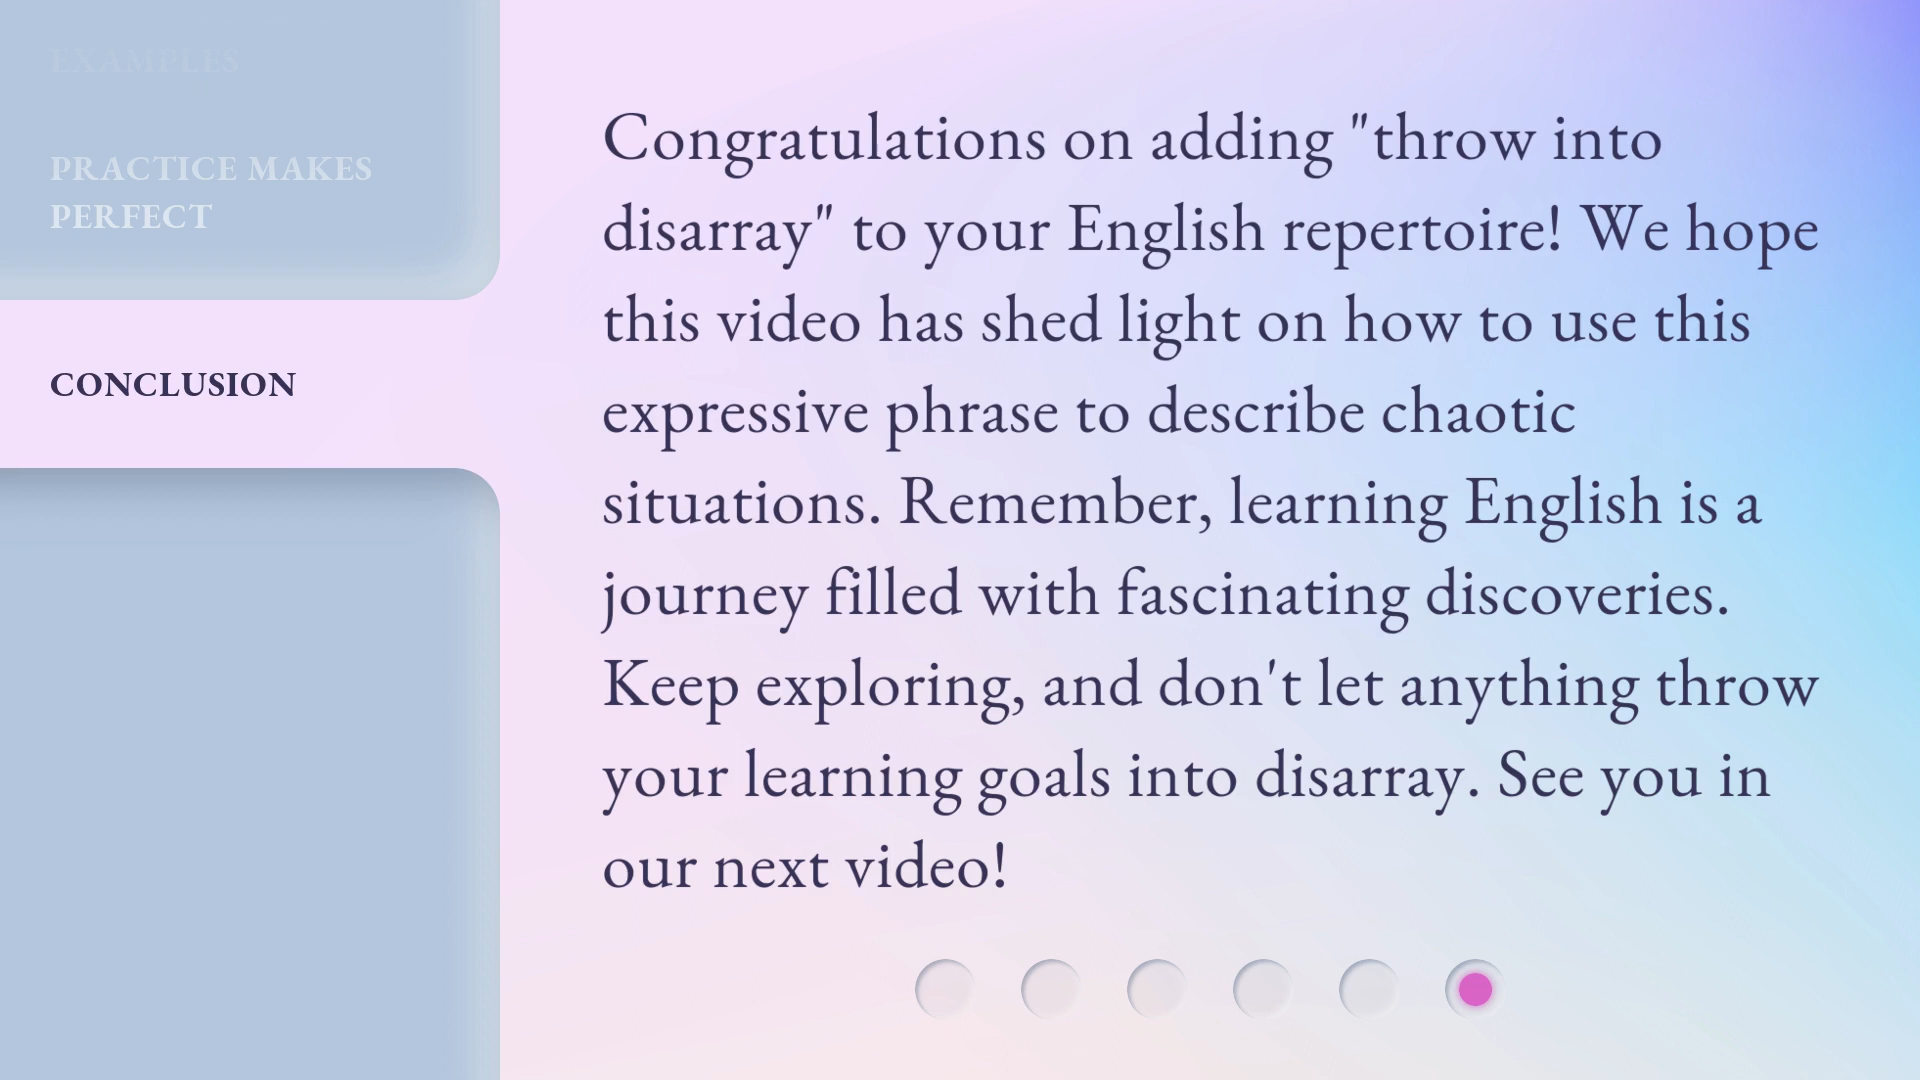 EXAMPLES
PRACTICE MAKES
PERFECT
CONCLUSION
Congratulations on adding "throw into
disarray" to your English repertoire! We hope
this video has shed light on how to use this
expressive phrase to describe chaotic
situations. Remember, learning English is a
journey filled with fascinating discoveries.
Keep exploring, and don't let anything throw
your learning goals into disarray. See you in
our next video!